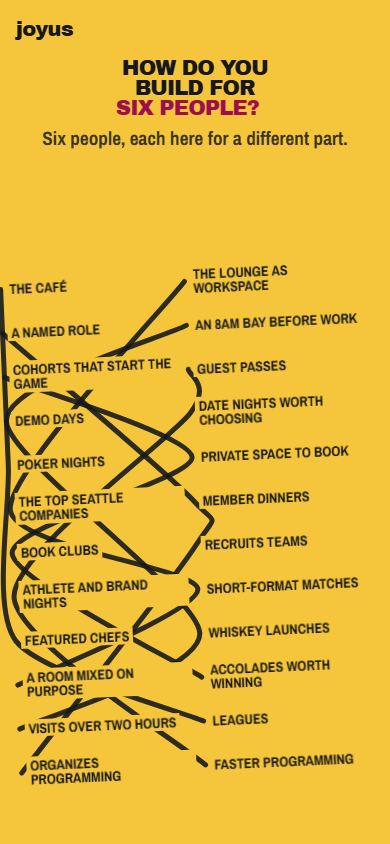 joyus
HOW DO YOU
BUILD FOR
SIX PEOPLE?
Six people, each here for a different part.
THE CAFÉ
A NAMED ROLE
COHORTS THAT START THE
GAME
DEMO DAYS
POKER NIGHTS
THE TOP SEATTLE
COMPANIES
BOOK CLUBS
ATHLETE AND BRAND
NIGHTS
FEATURED CHEFS
A ROOM MIXED ON
PURPOSE
VISITS OVER TWO HOURS
ORGANIZES
PROGRAMMING
THE LOUNGE AS
WORKSPACE
AN 8AM BAY BEFORE WORK
GUEST PASSES
DATE NIGHTS WORTH
CHOOSING
PRIVATE SPACE TO BOOK
MEMBER DINNERS
RECRUITS TEAMS
SHORT-FORMAT MATCHES
WHISKEY LAUNCHES
ACCOLADES WORTH
WINNING
LEAGUES
FASTER PROGRAMMING